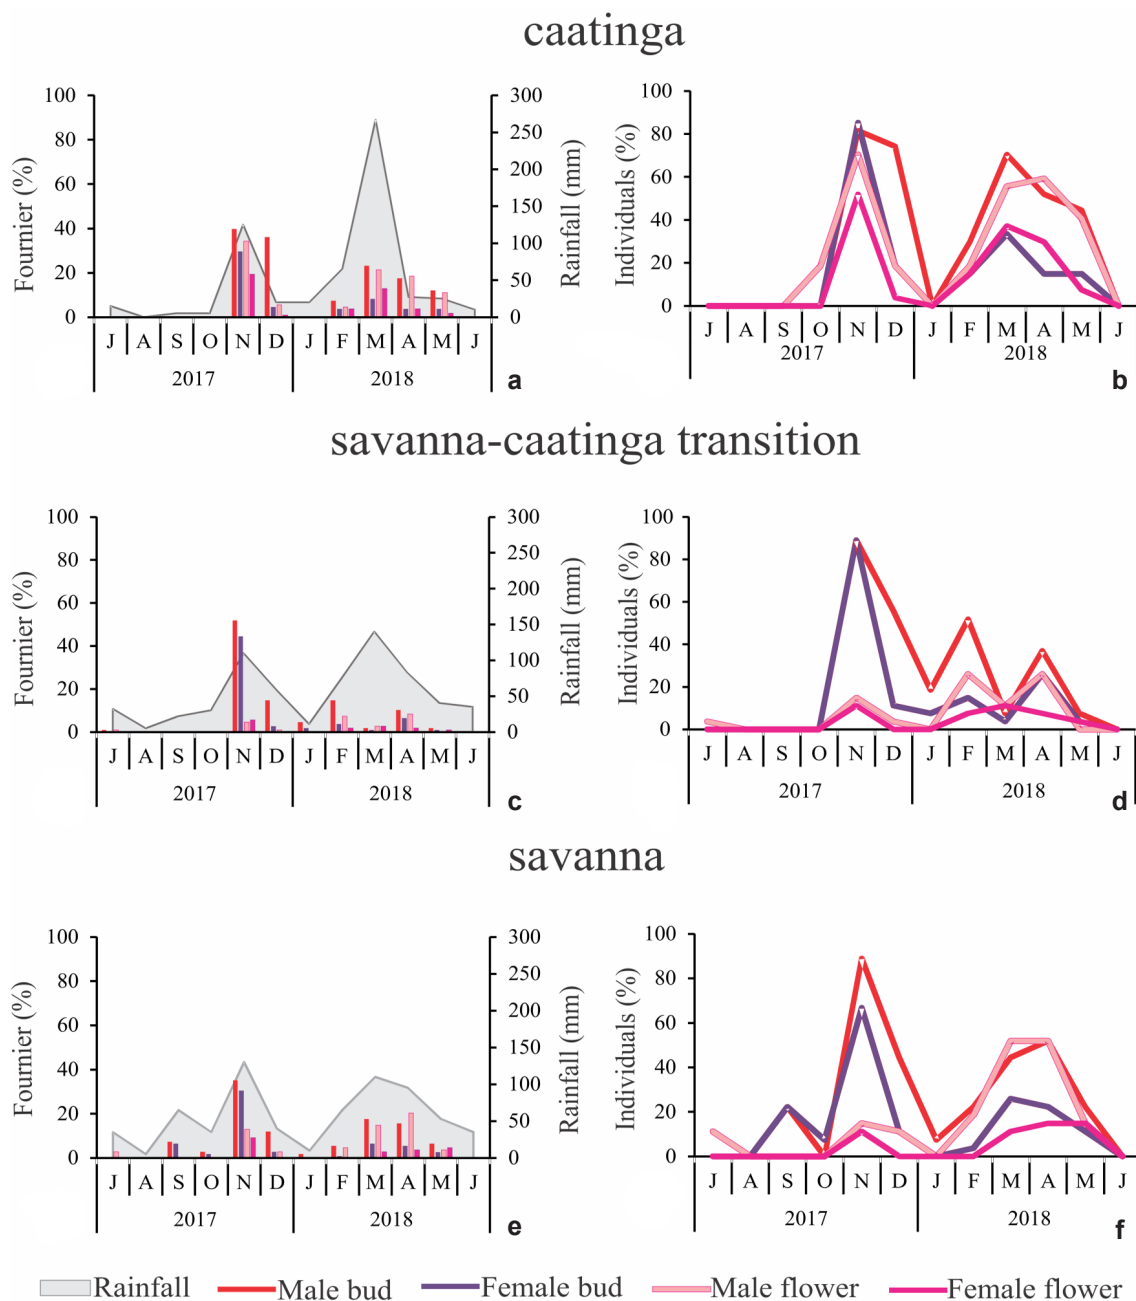 caatinga
Fournier (%)
100
80
60
40
20
0
300
250
200
150
100
50
0
Rainfall (mm)
J A S O N D J F M A M J
2017 2018
a
Individuals (%)
100
80
60
40
20
0
J A S O N D J F M A M J
2017 2018
b
savanna-caatinga transition
Fournier (%)
100
80
60
40
20
0
300
250
200
150
100
50
0
Rainfall (mm)
J A S O N D J F M A M J
2017 2018
c
Individuals (%)
100
80
60
40
20
0
J A S O N D J F M A M J
2017 2018
d
savanna
Fournier (%)
100
80
60
40
20
0
300
250
200
150
100
50
0
Rainfall (mm)
J A S O N D J F M A M J
2017 2018
e
Individuals (%)
100
80
60
40
20
0
J A S O N D J F M A M J
2017 2018
f
Rainfall Male bud Female bud Male flower Female flower